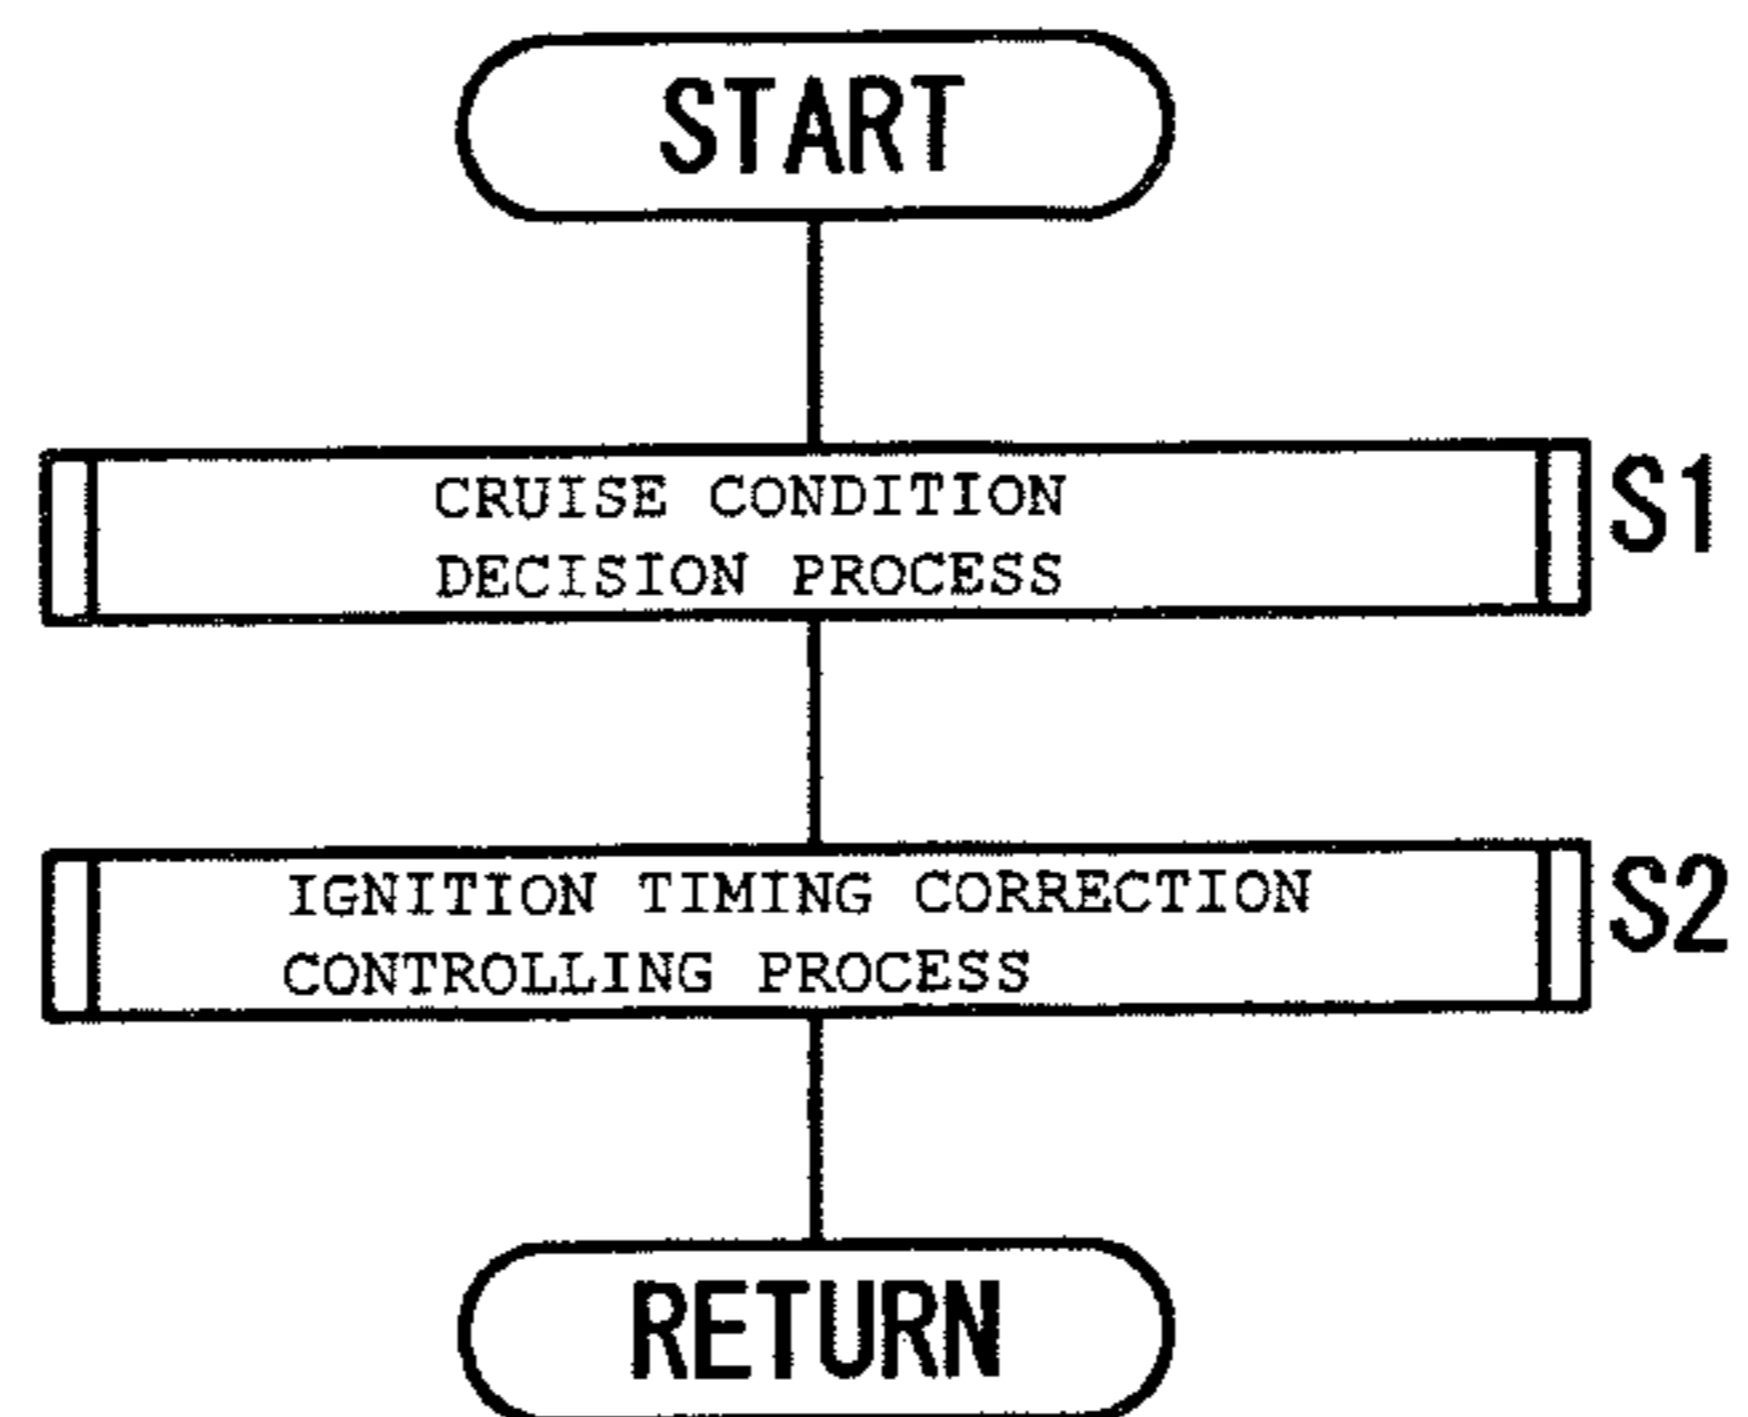 START
CRUISE CONDITION
DECISION PROCESS
S1
IGNITION TIMING CORRECTION
CONTROLLING PROCESS
S2
RETURN